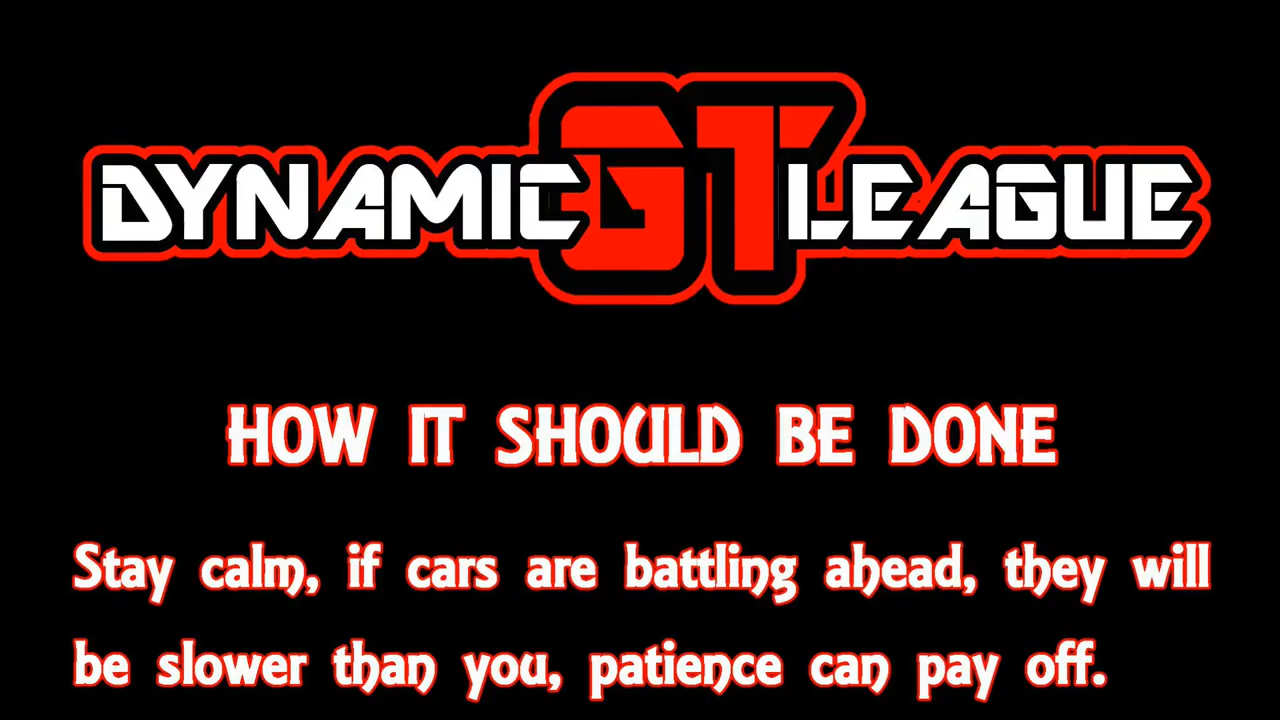 DYNAMIC GT LEAGUE
HOW IT SHOULD BE DONE
Stay calm, if cars are battling ahead, they will
be slower than you, patience can pay off.